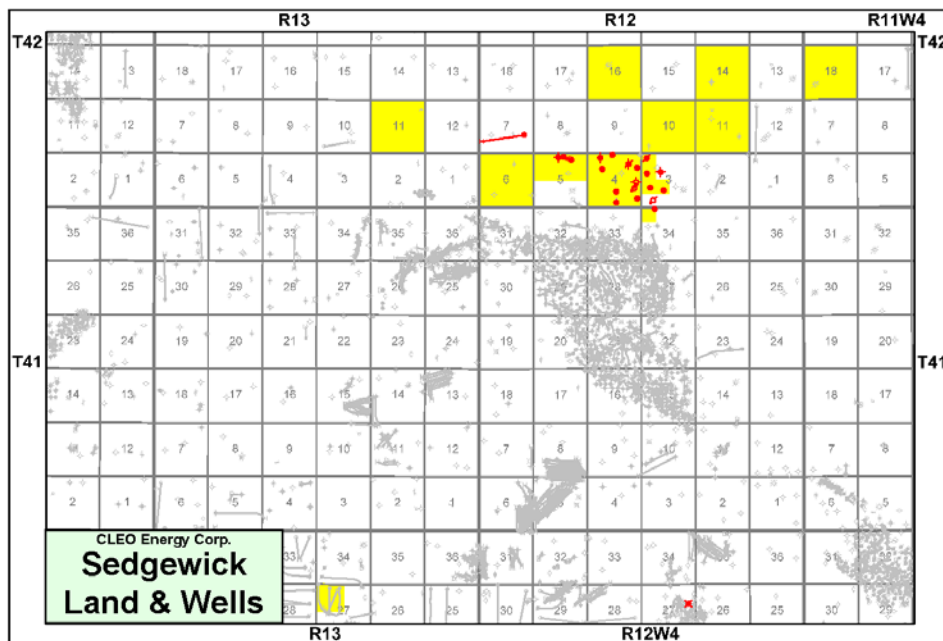 R13 R12 R11W4
T42 T42
13 18 17 16 15 14 13 18 17 16 15 14 13 18 17
11 12 7 8 9 10 11 12 7 8 9 10 11 12 7 8
2 1 6 5 4 3 2 1 6 5 4 3 2 1 6 5
35 36 31 32 33 34 35 36 31 32 33 34 35 36 31 32
26 25 30 29 28 27 26 25 30 29 28 27 26 25 30 29
23 24 19 20 21 22 23 24 19 20 21 22 23 24 19 20
T41 T41
14 13 18 17 16 15 14 13 18 17 16 15 14 13 18 17
11 12 7 8 9 10 11 12 7 8 9 10 11 12 7 8
2 1 6 5 4 3 2 1 6 5 4 3 2 1 6 5
33 34 35 36 31 32 33 34 35 36 31 32
28 27 26 25 30 29 28 27 26 25 30 29
CLEO Energy Corp.
Sedgewick
Land & Wells
R13 R12W4